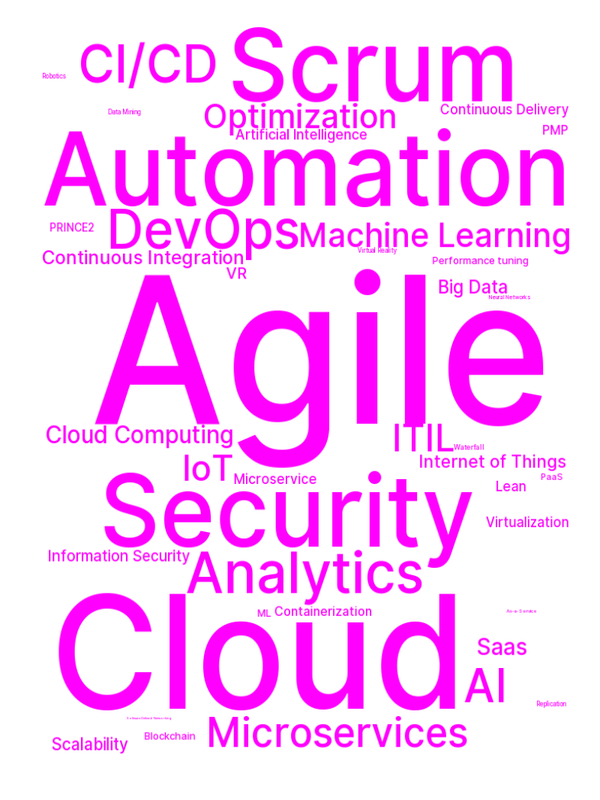 Scrum
CI/CD
Robotics
Optimization
Continuous Delivery
Data Mining
Artificial Intelligence
PMP
Automation
DevOps
Machine Learning
PRINCE2
Virtual Reality
Continuous Integration
Performance tuning
VR
Big Data
Neural Networks
Agile
Cloud Computing
ITIL
Waterfall
Internet of Things
IoT
Microservice
PaaS
Lean
Security
Virtualization
Information Security
Analytics
ML
Containerization
Cloud
Saas
AI
Replication
Microservices
Blockchain
Scalability